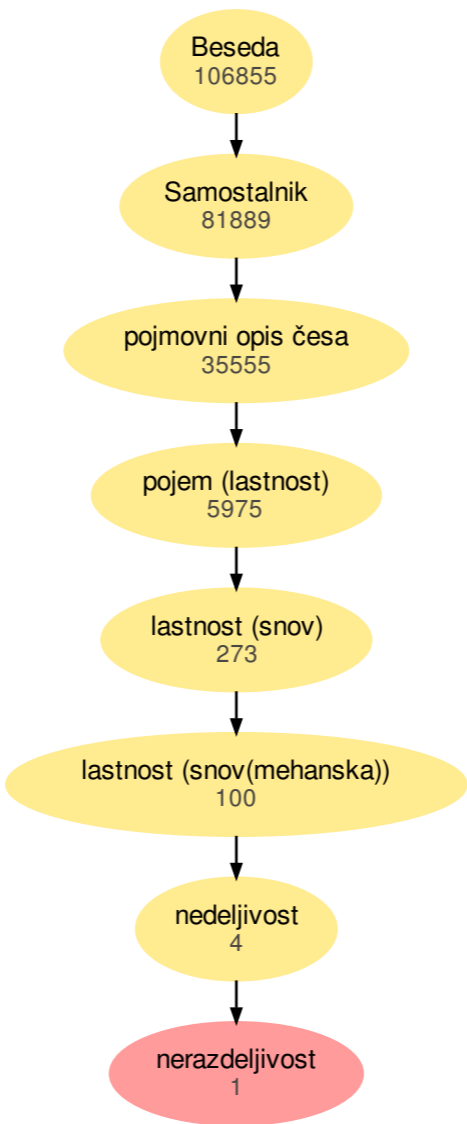 Beseda
106855
Samostalnik
81889
pojmovni opis česa
35555
pojem (lastnost)
5975
lastnost (snov)
273
lastnost (snov(mehanska))
100
nedeljivost
4
nerazdeljivost
1